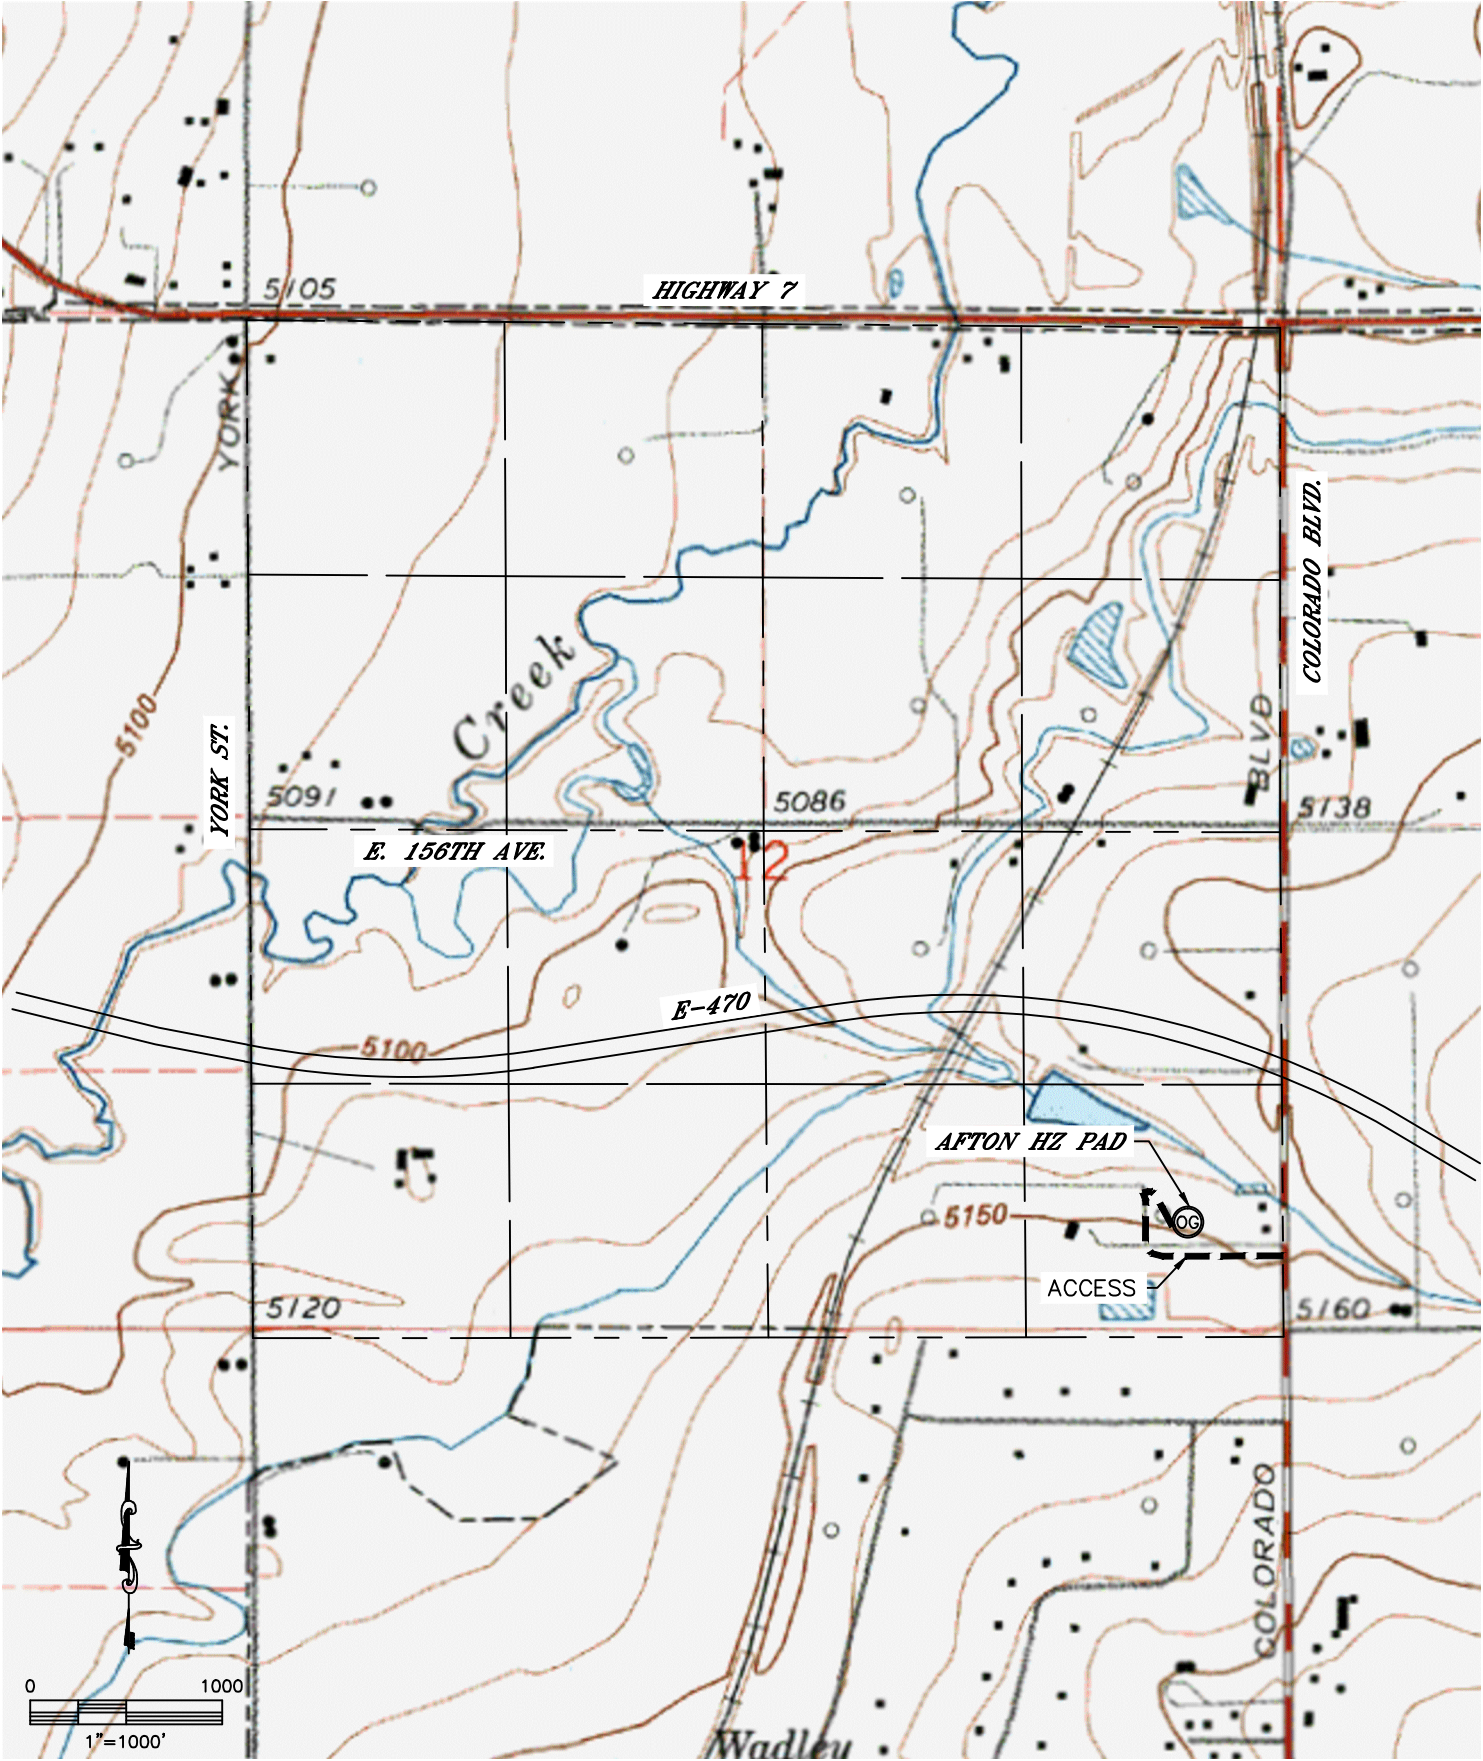 5105
HIGHWAY 7
YORK
COLORADO BLVD.
Creek
5100
YORK ST.
BLVD
5091
5086
5138
E. 156TH AVE.
12
E-470
5100
AFTON HZ PAD
OG
5150
ACCESS
5120
5160
COLORADO
0 1000
1"=1000'
Wadley